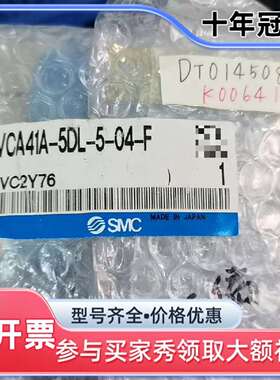 十年冠
DT014508
K00641
VCA41A-5DL-5-04-F
VC2Y76
)
1
SMC
MADE IN JAPAN
开票
型号齐全·价格优惠
参与买家秀领取大额